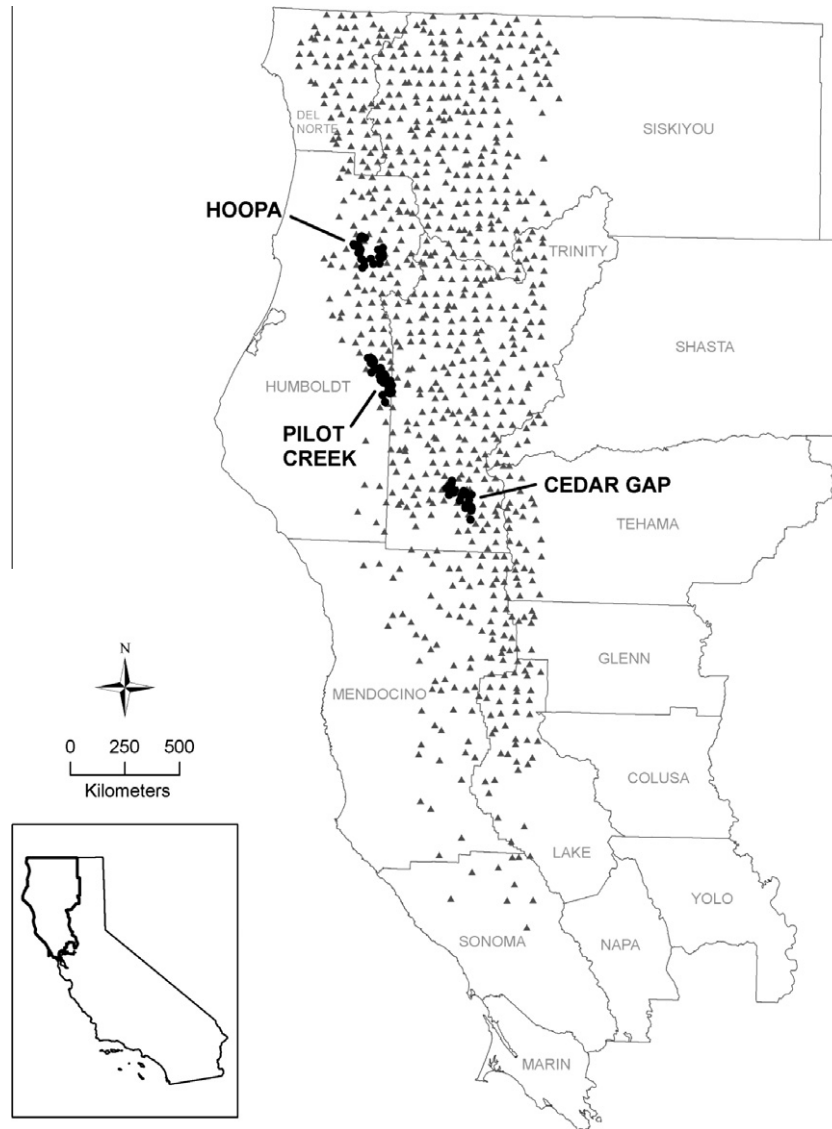 DEL
NORTE
SISKIYOU
HOOPA
TRINITY
SHASTA
HUMBOLDT
PILOT
CREEK
CEDAR GAP
TEHAMA
N
GLENN
MENDOCINO
0 250 500
Kilometers
COLUSA
LAKE
YOLO
SONOMA
NAPA
MARIN